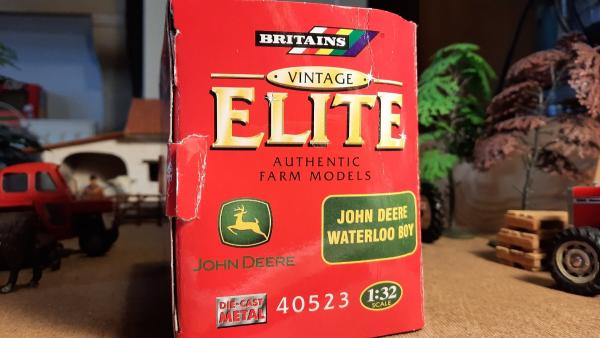 BRITAINS
VINTAGE
ELITE
AUTHENTIC
FARM MODELS
JOHN DEERE
WATERLOO BOY
JOHN DEERE
DIE-CAST
METAL
40523
1:32
SCALE